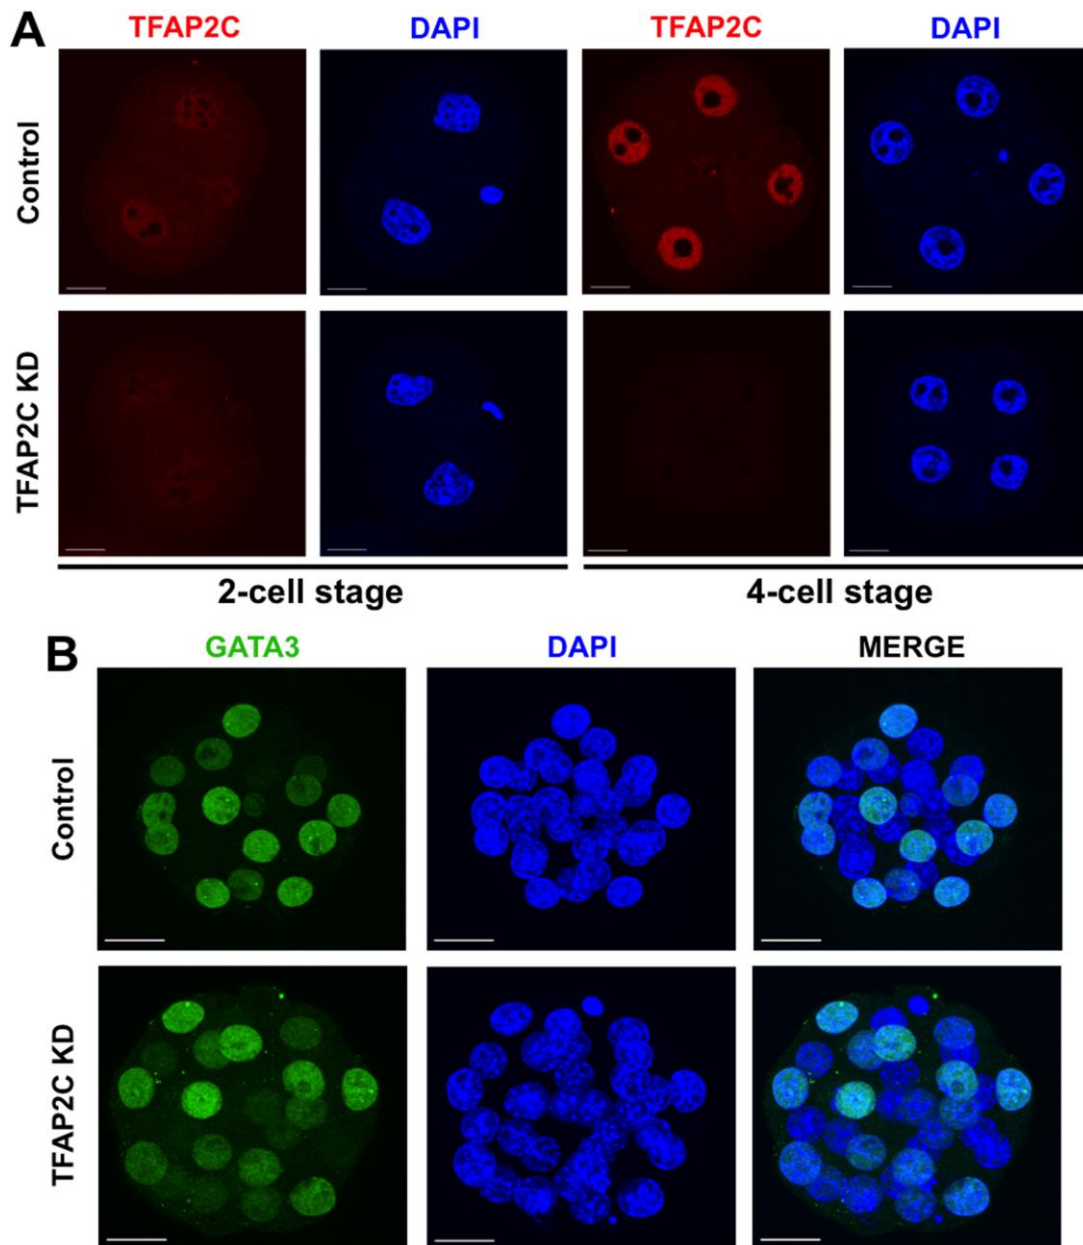 A
TFAP2C DAPI TFAP2C DAPI
Control
TFAP2C KD
2-cell stage 4-cell stage
B
GATA3 DAPI MERGE
Control
TFAP2C KD